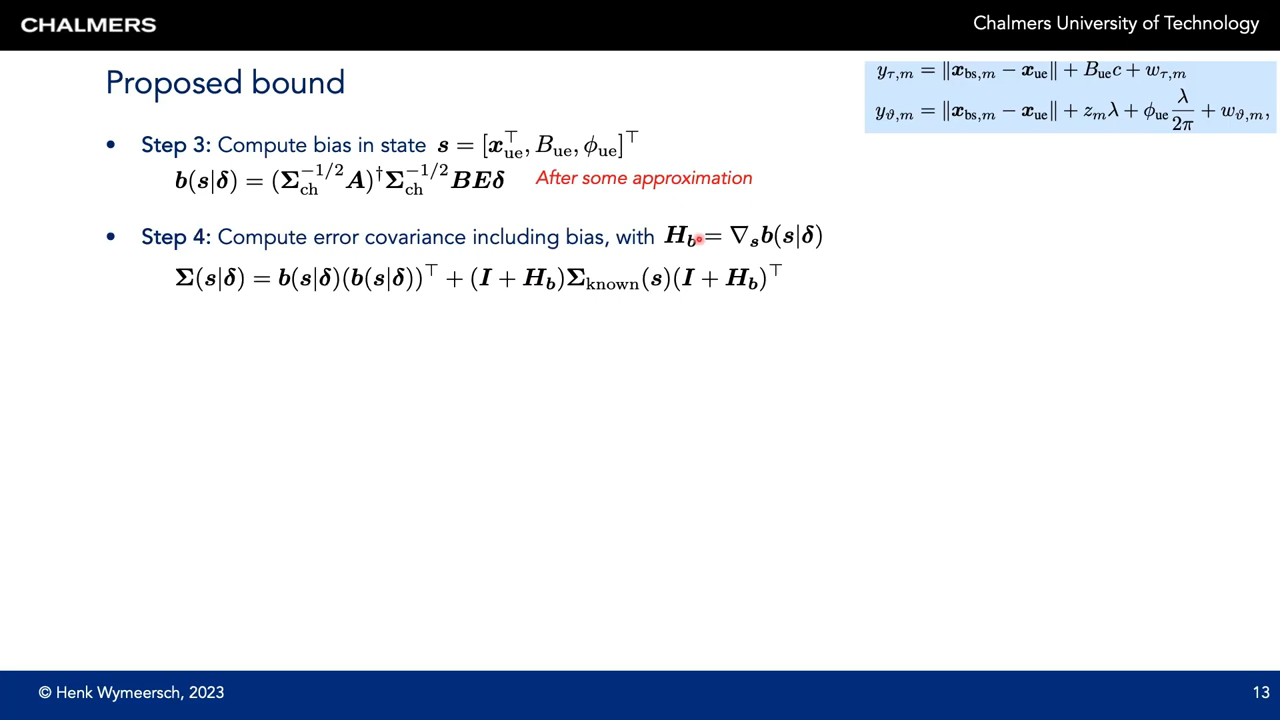 CHALMERS
Chalmers University of Technology
Proposed bound
y_{τ,m} = ‖x_{bs,m} − x_{ue}‖ + B_{ue}c + w_{τ,m}
y_{ϑ,m} = ‖x_{bs,m} − x_{ue}‖ + z_mλ + ϕ_{ue} λ/2π + w_{ϑ,m},
• Step 3: Compute bias in state s = [x_{ue}^⊤, B_{ue}, ϕ_{ue}]^⊤
b(s|δ) = (Σ_{ch}^{−1/2}A)^†Σ_{ch}^{−1/2}BEδ After some approximation
• Step 4: Compute error covariance including bias, with H_b = ∇_s b(s|δ)
Σ(s|δ) = b(s|δ)(b(s|δ))^⊤ + (I + H_b)Σ_{known}(s)(I + H_b)^⊤
© Henk Wymeersch, 2023
13